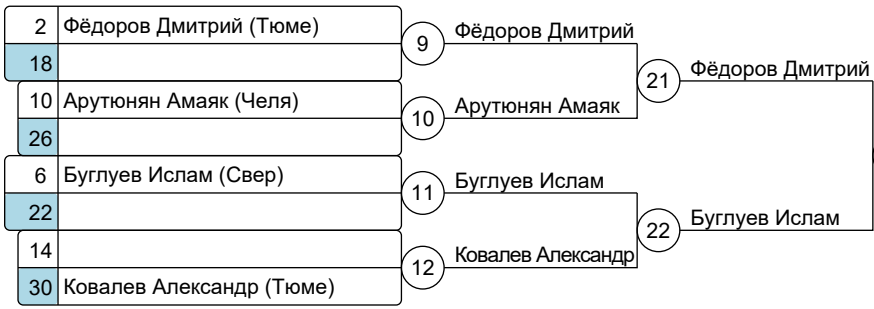 2 Фёдоров Дмитрий (Тюме)
18
9 Фёдоров Дмитрий
10 Арутюнян Амаяк (Челя)
26
10 Арутюнян Амаяк
21 Фёдоров Дмитрий
6 Буглуев Ислам (Свер)
22
11 Буглуев Ислам
14
30 Ковалев Александр (Тюме)
12 Ковалев Александр
22 Буглуев Ислам